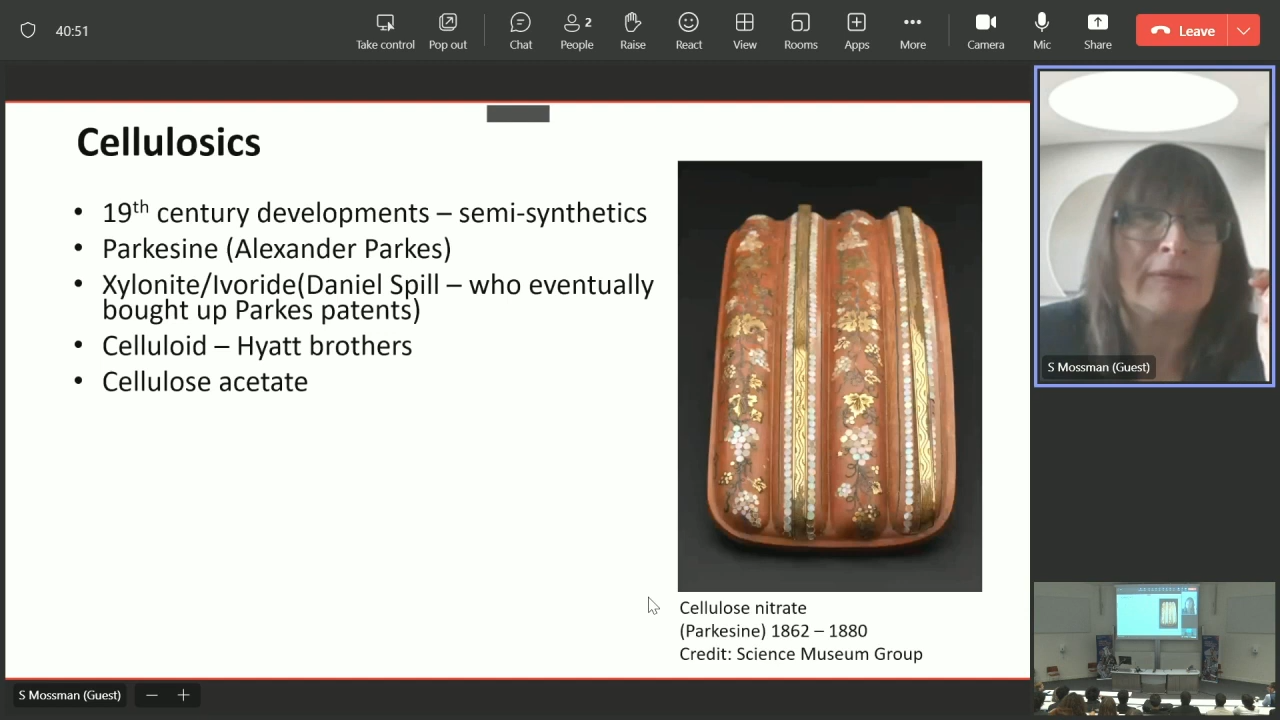 40:51
Take control
Pop out
Chat
2
People
Raise
React
View
Rooms
Apps
More
Camera
Mic
Share
Leave
Cellulosics
• 19th century developments – semi-synthetics
• Parkesine (Alexander Parkes)
• Xylonite/Ivoride(Daniel Spill – who eventually
bought up Parkes patents)
• Celluloid – Hyatt brothers
• Cellulose acetate
Cellulose nitrate
(Parkesine) 1862 – 1880
Credit: Science Museum Group
S Mossman (Guest)
S Mossman (Guest)